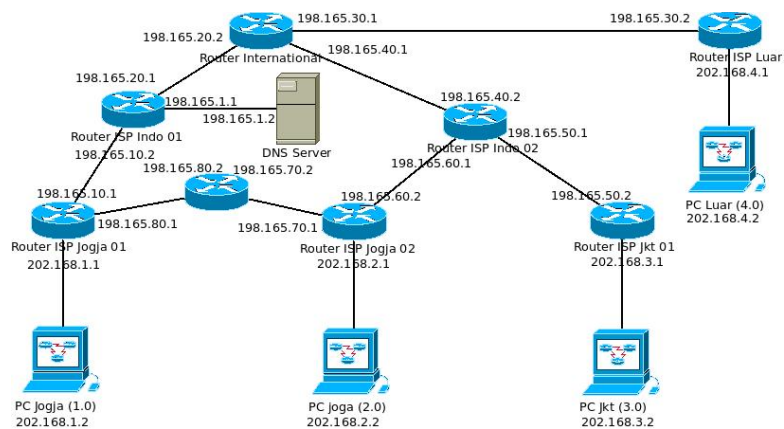 198.165.30.1
198.165.30.2
198.165.20.2
Router International
198.165.40.1
Router ISP Luar
202.168.4.1
198.165.20.1
198.165.1.1
198.165.1.2
Router ISP Indo 01
DNS Server
198.165.40.2
198.165.50.1
Router ISP Indo 02
198.165.10.2
198.165.80.2
198.165.70.2
198.165.60.1
198.165.10.1
198.165.80.1
198.165.60.2
198.165.70.1
198.165.50.2
PC Luar (4.0)
202.168.4.2
Router ISP Jogja 01
202.168.1.1
Router ISP Jogja 02
202.168.2.1
Router ISP Jkt 01
202.168.3.1
PC Jogja (1.0)
202.168.1.2
PC Joga (2.0)
202.168.2.2
PC Jkt (3.0)
202.168.3.2